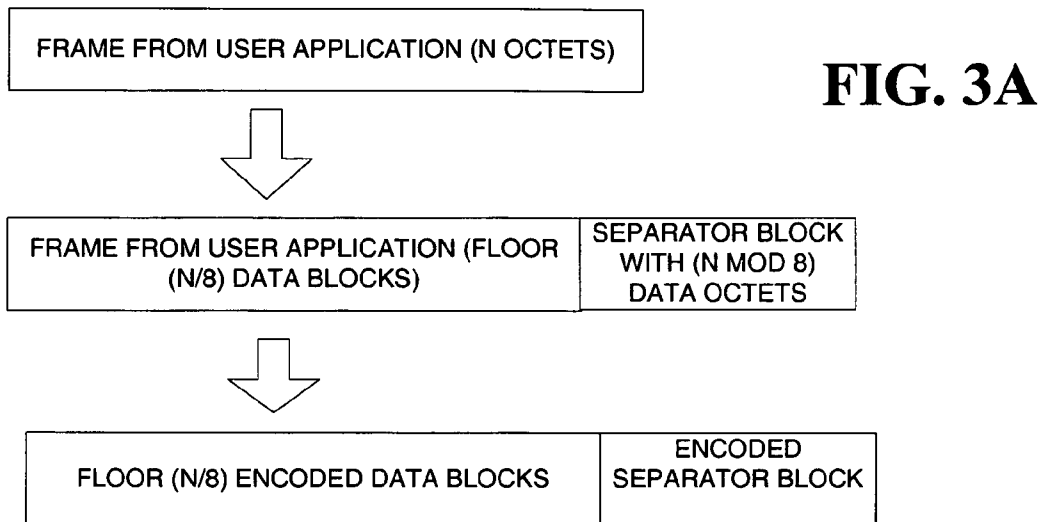 FRAME FROM USER APPLICATION (N OCTETS)
FIG. 3A
FRAME FROM USER APPLICATION (FLOOR
(N/8) DATA BLOCKS)
SEPARATOR BLOCK
WITH (N MOD 8)
DATA OCTETS
FLOOR (N/8) ENCODED DATA BLOCKS
ENCODED
SEPARATOR BLOCK